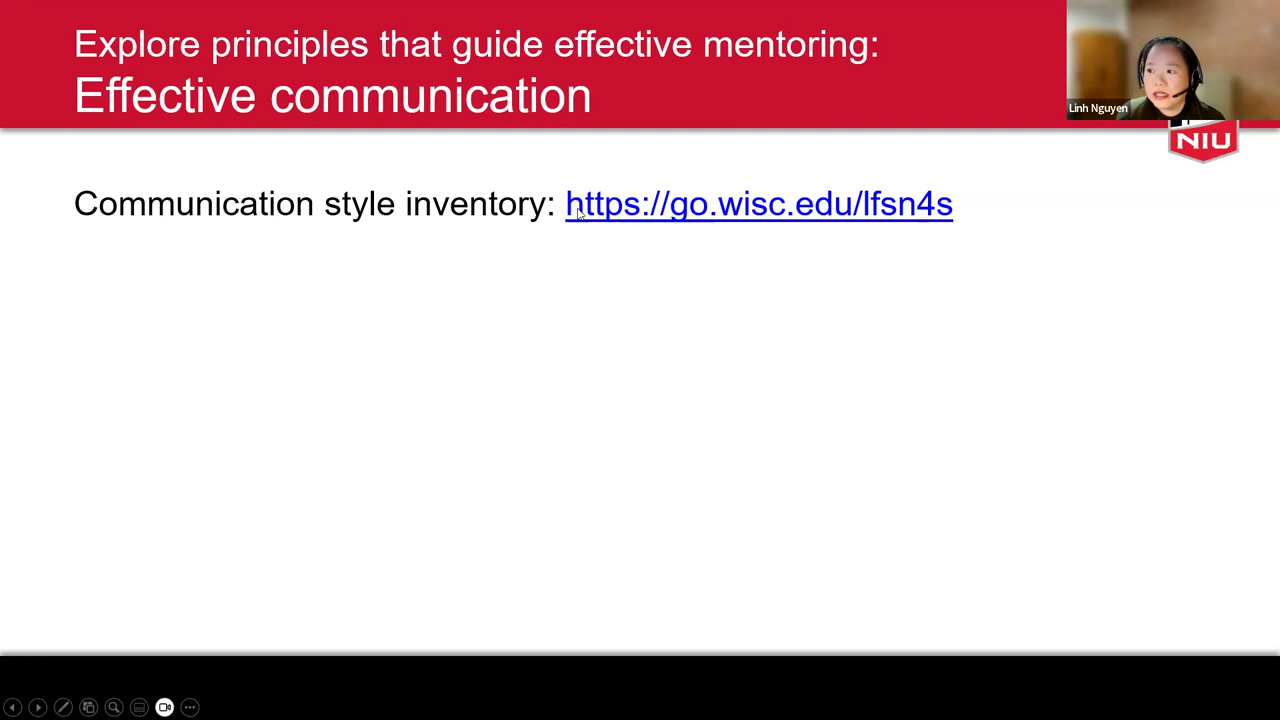 Explore principles that guide effective mentoring:
Effective communication
Linh Nguyen
NIU
Communication style inventory: https://go.wisc.edu/lfsn4s